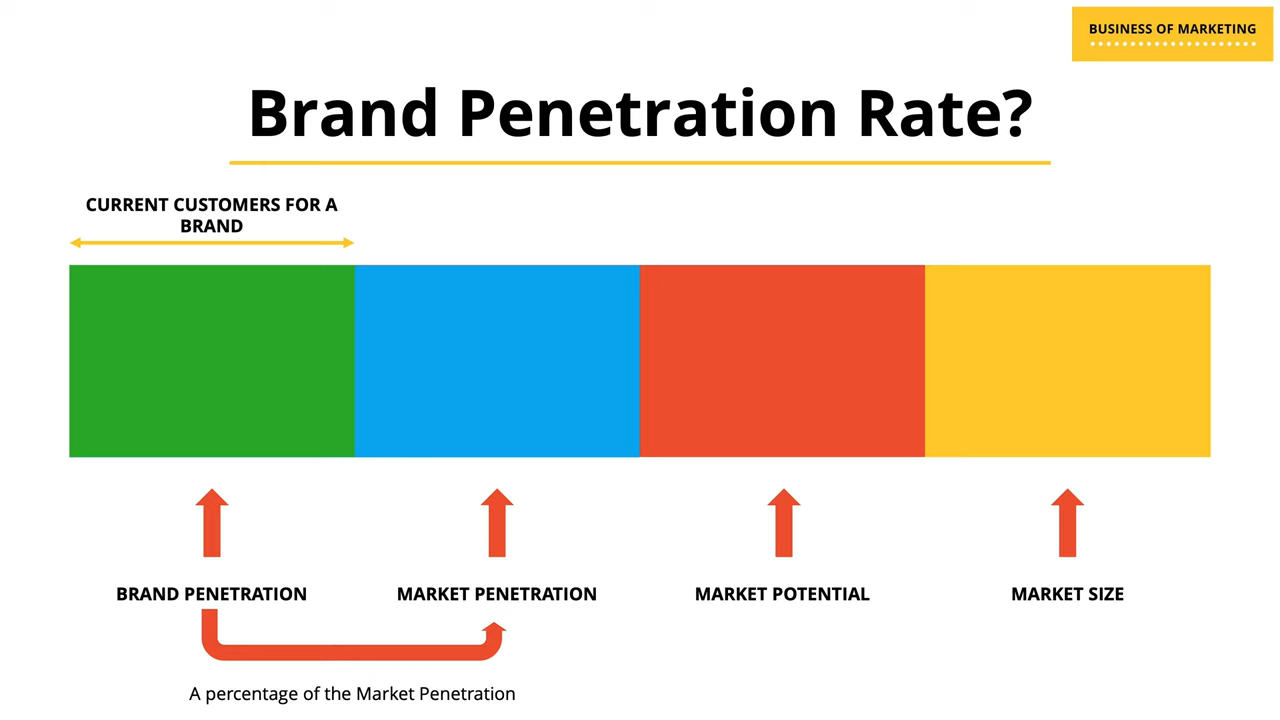 BUSINESS OF MARKETING
Brand Penetration Rate?
CURRENT CUSTOMERS FOR A
BRAND
BRAND PENETRATION
MARKET PENETRATION
MARKET POTENTIAL
MARKET SIZE
A percentage of the Market Penetration